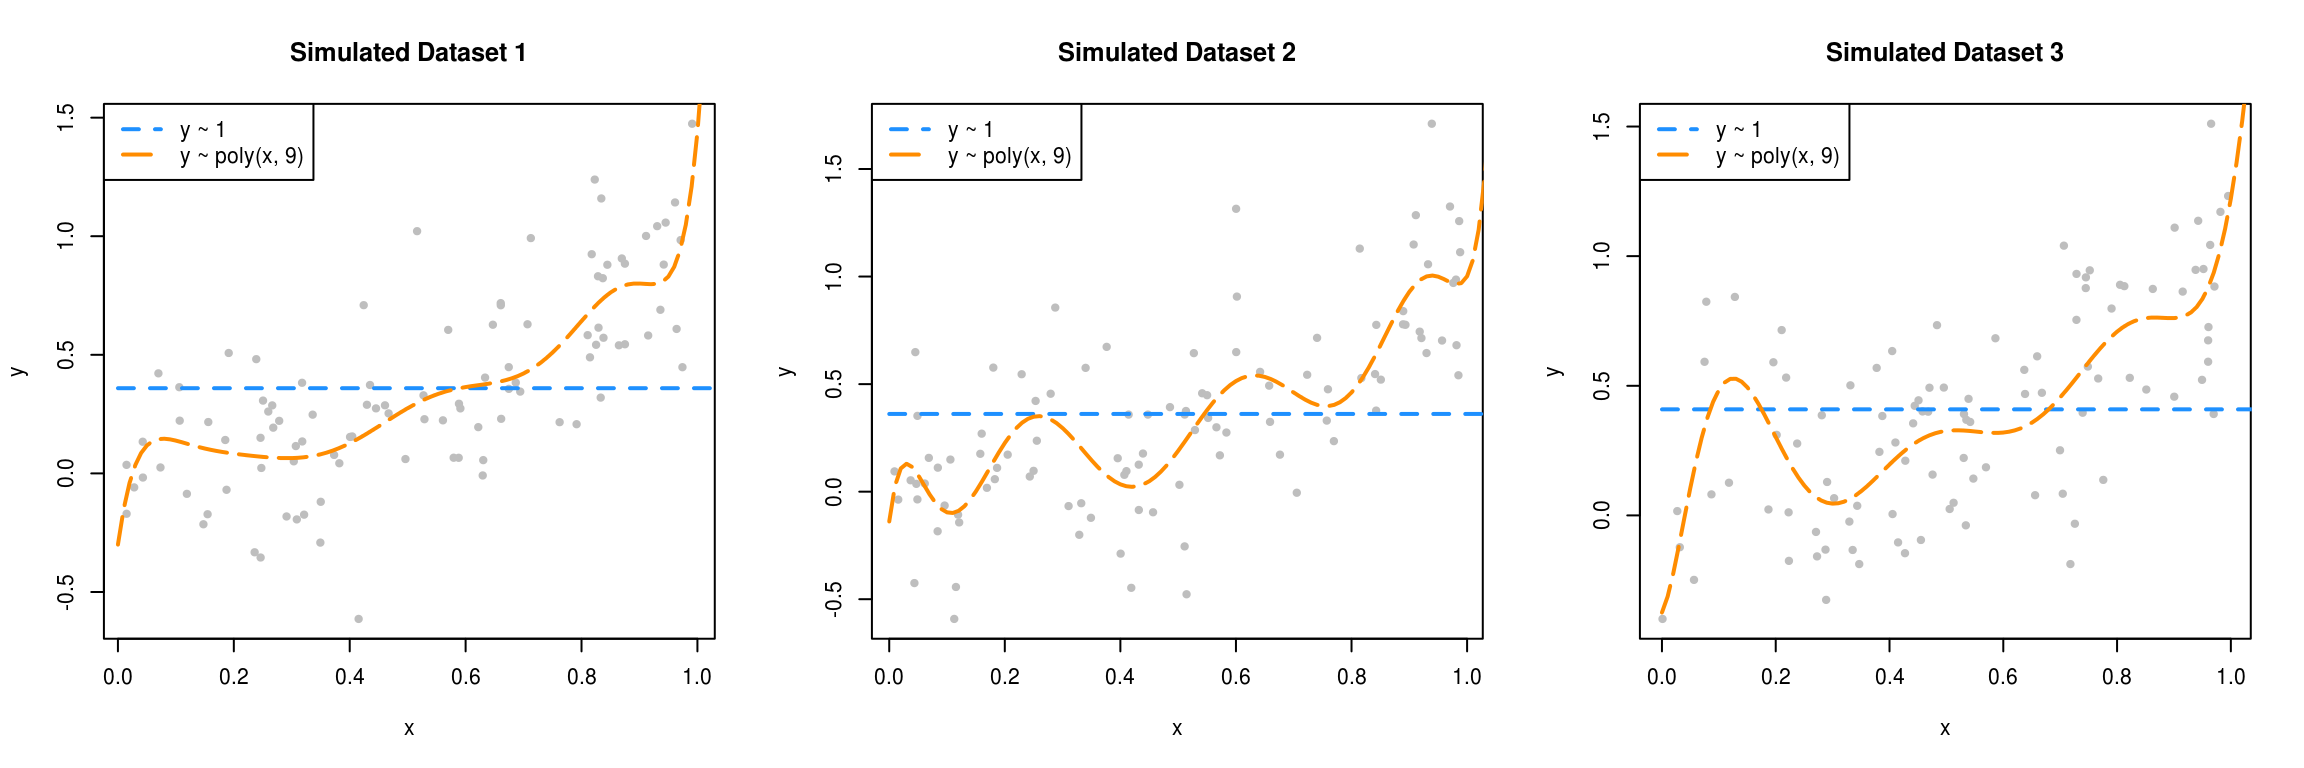 Simulated Dataset 1
y ~ 1
y ~ poly(x, 9)
1.5
1.0
0.5
0.0
-0.5
y
0.0 0.2 0.4 0.6 0.8 1.0
x
Simulated Dataset 2
y ~ 1
y ~ poly(x, 9)
1.5
1.0
0.5
0.0
-0.5
y
0.0 0.2 0.4 0.6 0.8 1.0
x
Simulated Dataset 3
y ~ 1
y ~ poly(x, 9)
1.5
1.0
0.5
0.0
y
0.0 0.2 0.4 0.6 0.8 1.0
x